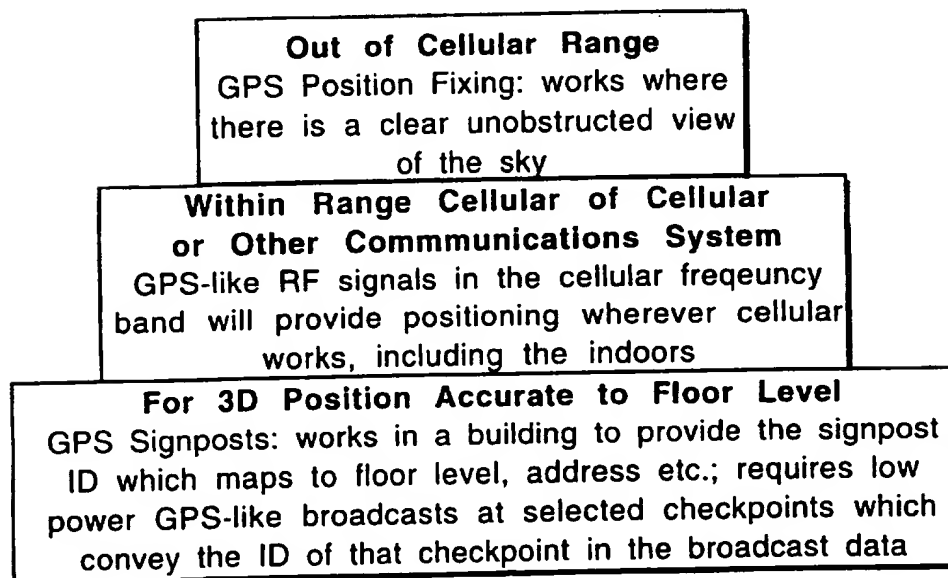 Out of Cellular Range
GPS Position Fixing: works where
there is a clear unobstructed view
of the sky
Within Range Cellular of Cellular
or Other Commmunications System
GPS-like RF signals in the cellular freqeuncy
band will provide positioning wherever cellular
works, including the indoors
For 3D Position Accurate to Floor Level
GPS Signposts: works in a building to provide the signpost
ID which maps to floor level, address etc.; requires low
power GPS-like broadcasts at selected checkpoints which
convey the ID of that checkpoint in the broadcast data